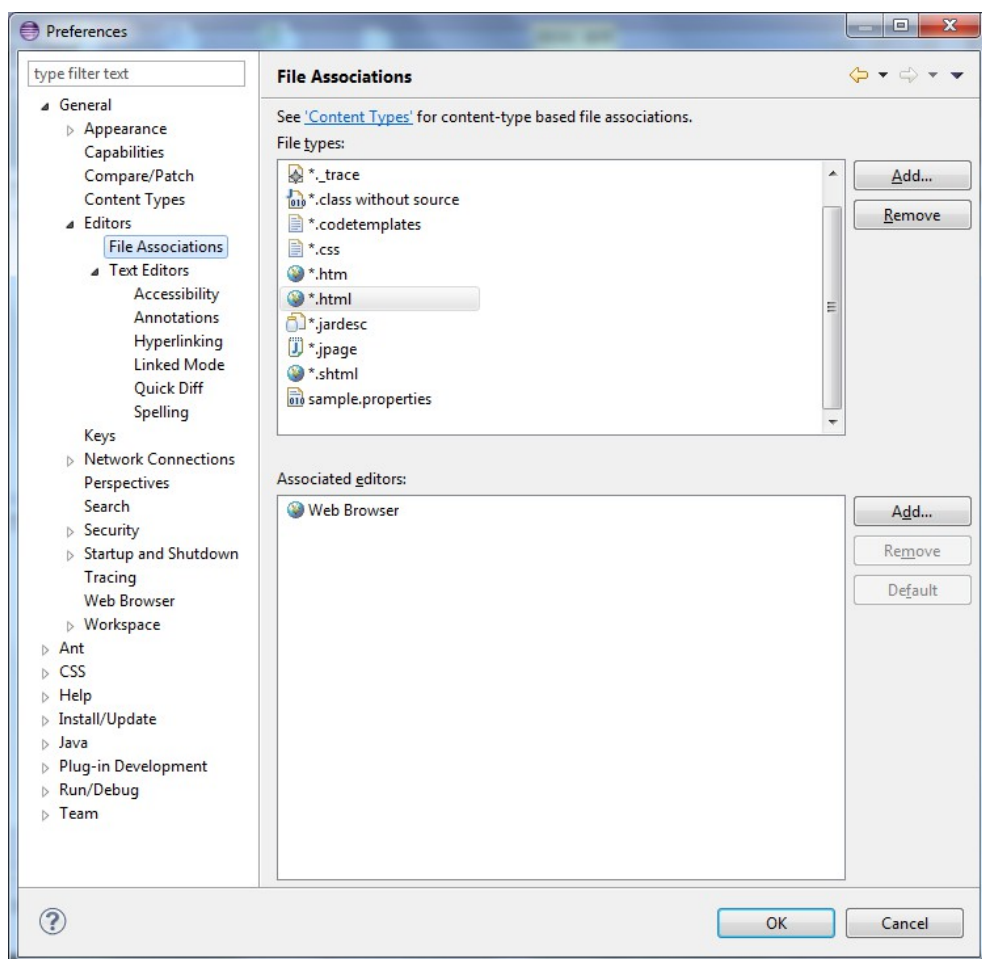 Preferences
type filter text
General
Appearance
Capabilities
Compare/Patch
Content Types
Editors
File Associations
Text Editors
Accessibility
Annotations
Hyperlinking
Linked Mode
Quick Diff
Spelling
Keys
Network Connections
Perspectives
Search
Security
Startup and Shutdown
Tracing
Web Browser
Workspace
Ant
CSS
Help
Install/Update
Java
Plug-in Development
Run/Debug
Team
File Associations
See 'Content Types' for content-type based file associations.
File types:
*._trace
*.class without source
*.codetemplates
*.css
*.htm
*.html
*.jardesc
*.jpage
*.shtml
sample.properties
Add...
Remove
Associated editors:
Web Browser
Add...
Remove
Default
OK
Cancel